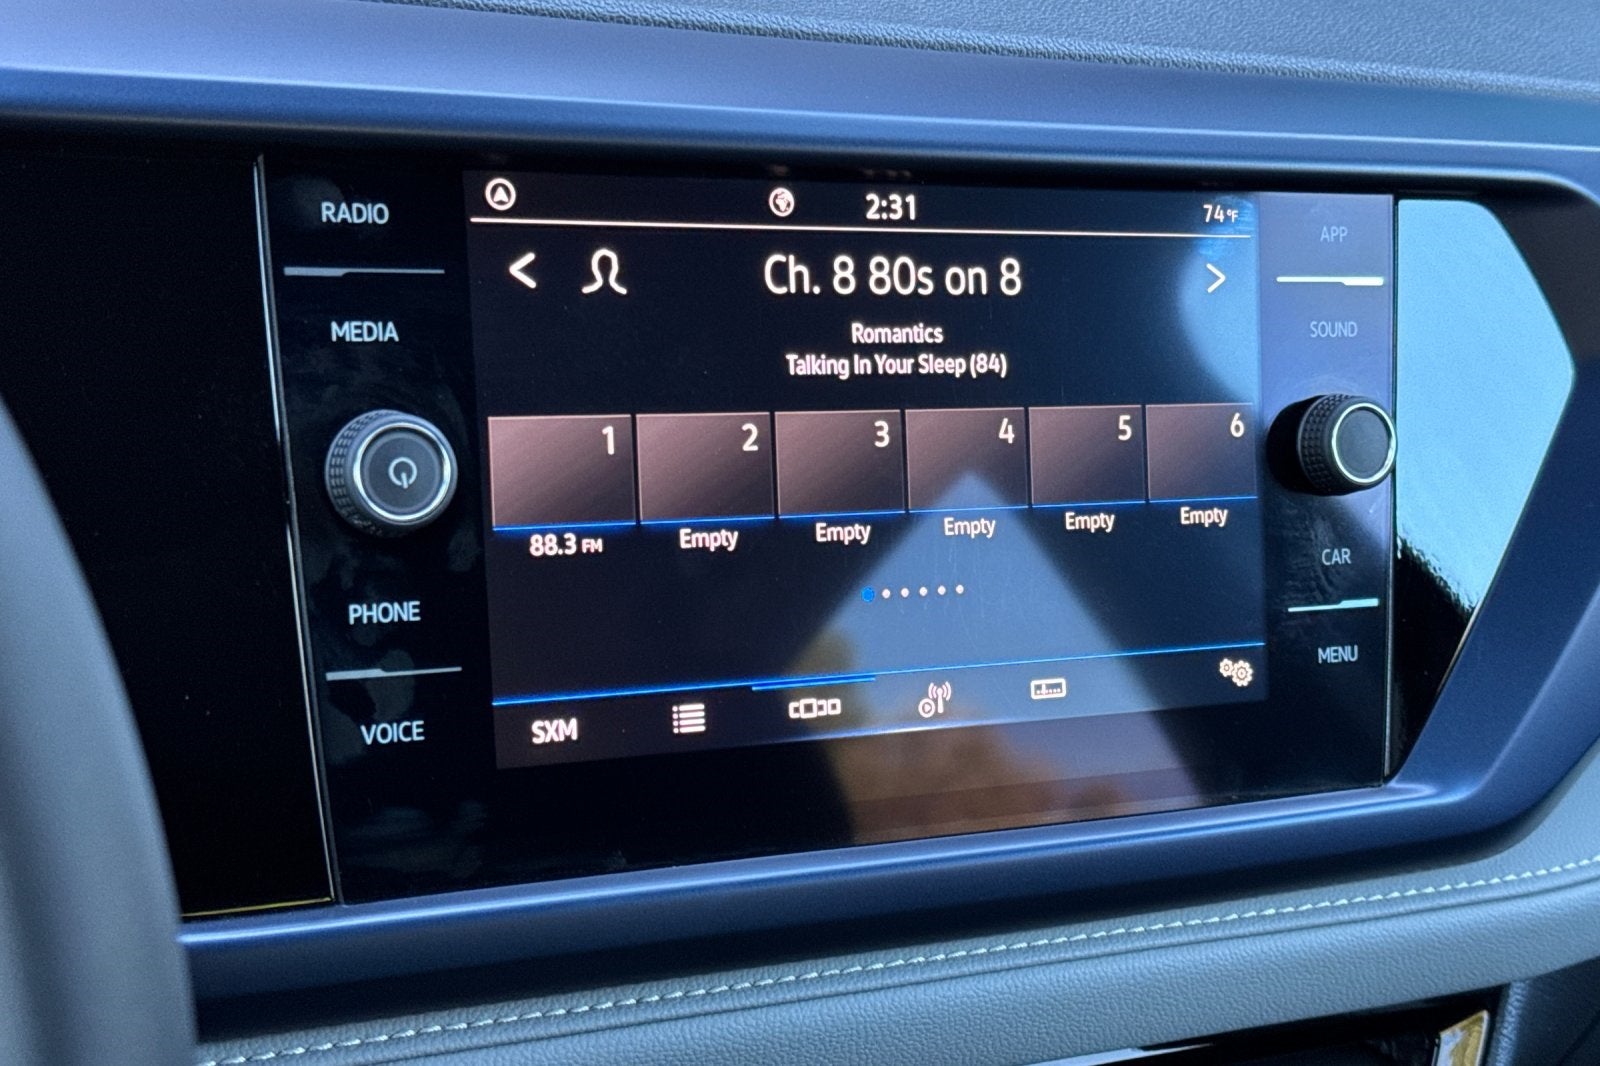 RADIO
MEDIA
PHONE
VOICE
2:31
74°F
Ch. 8 80s on 8
Romantics
Talking In Your Sleep (84)
1
2
3
4
5
6
88.3 FM
Empty
Empty
Empty
Empty
Empty
SXM
APP
SOUND
CAR
MENU